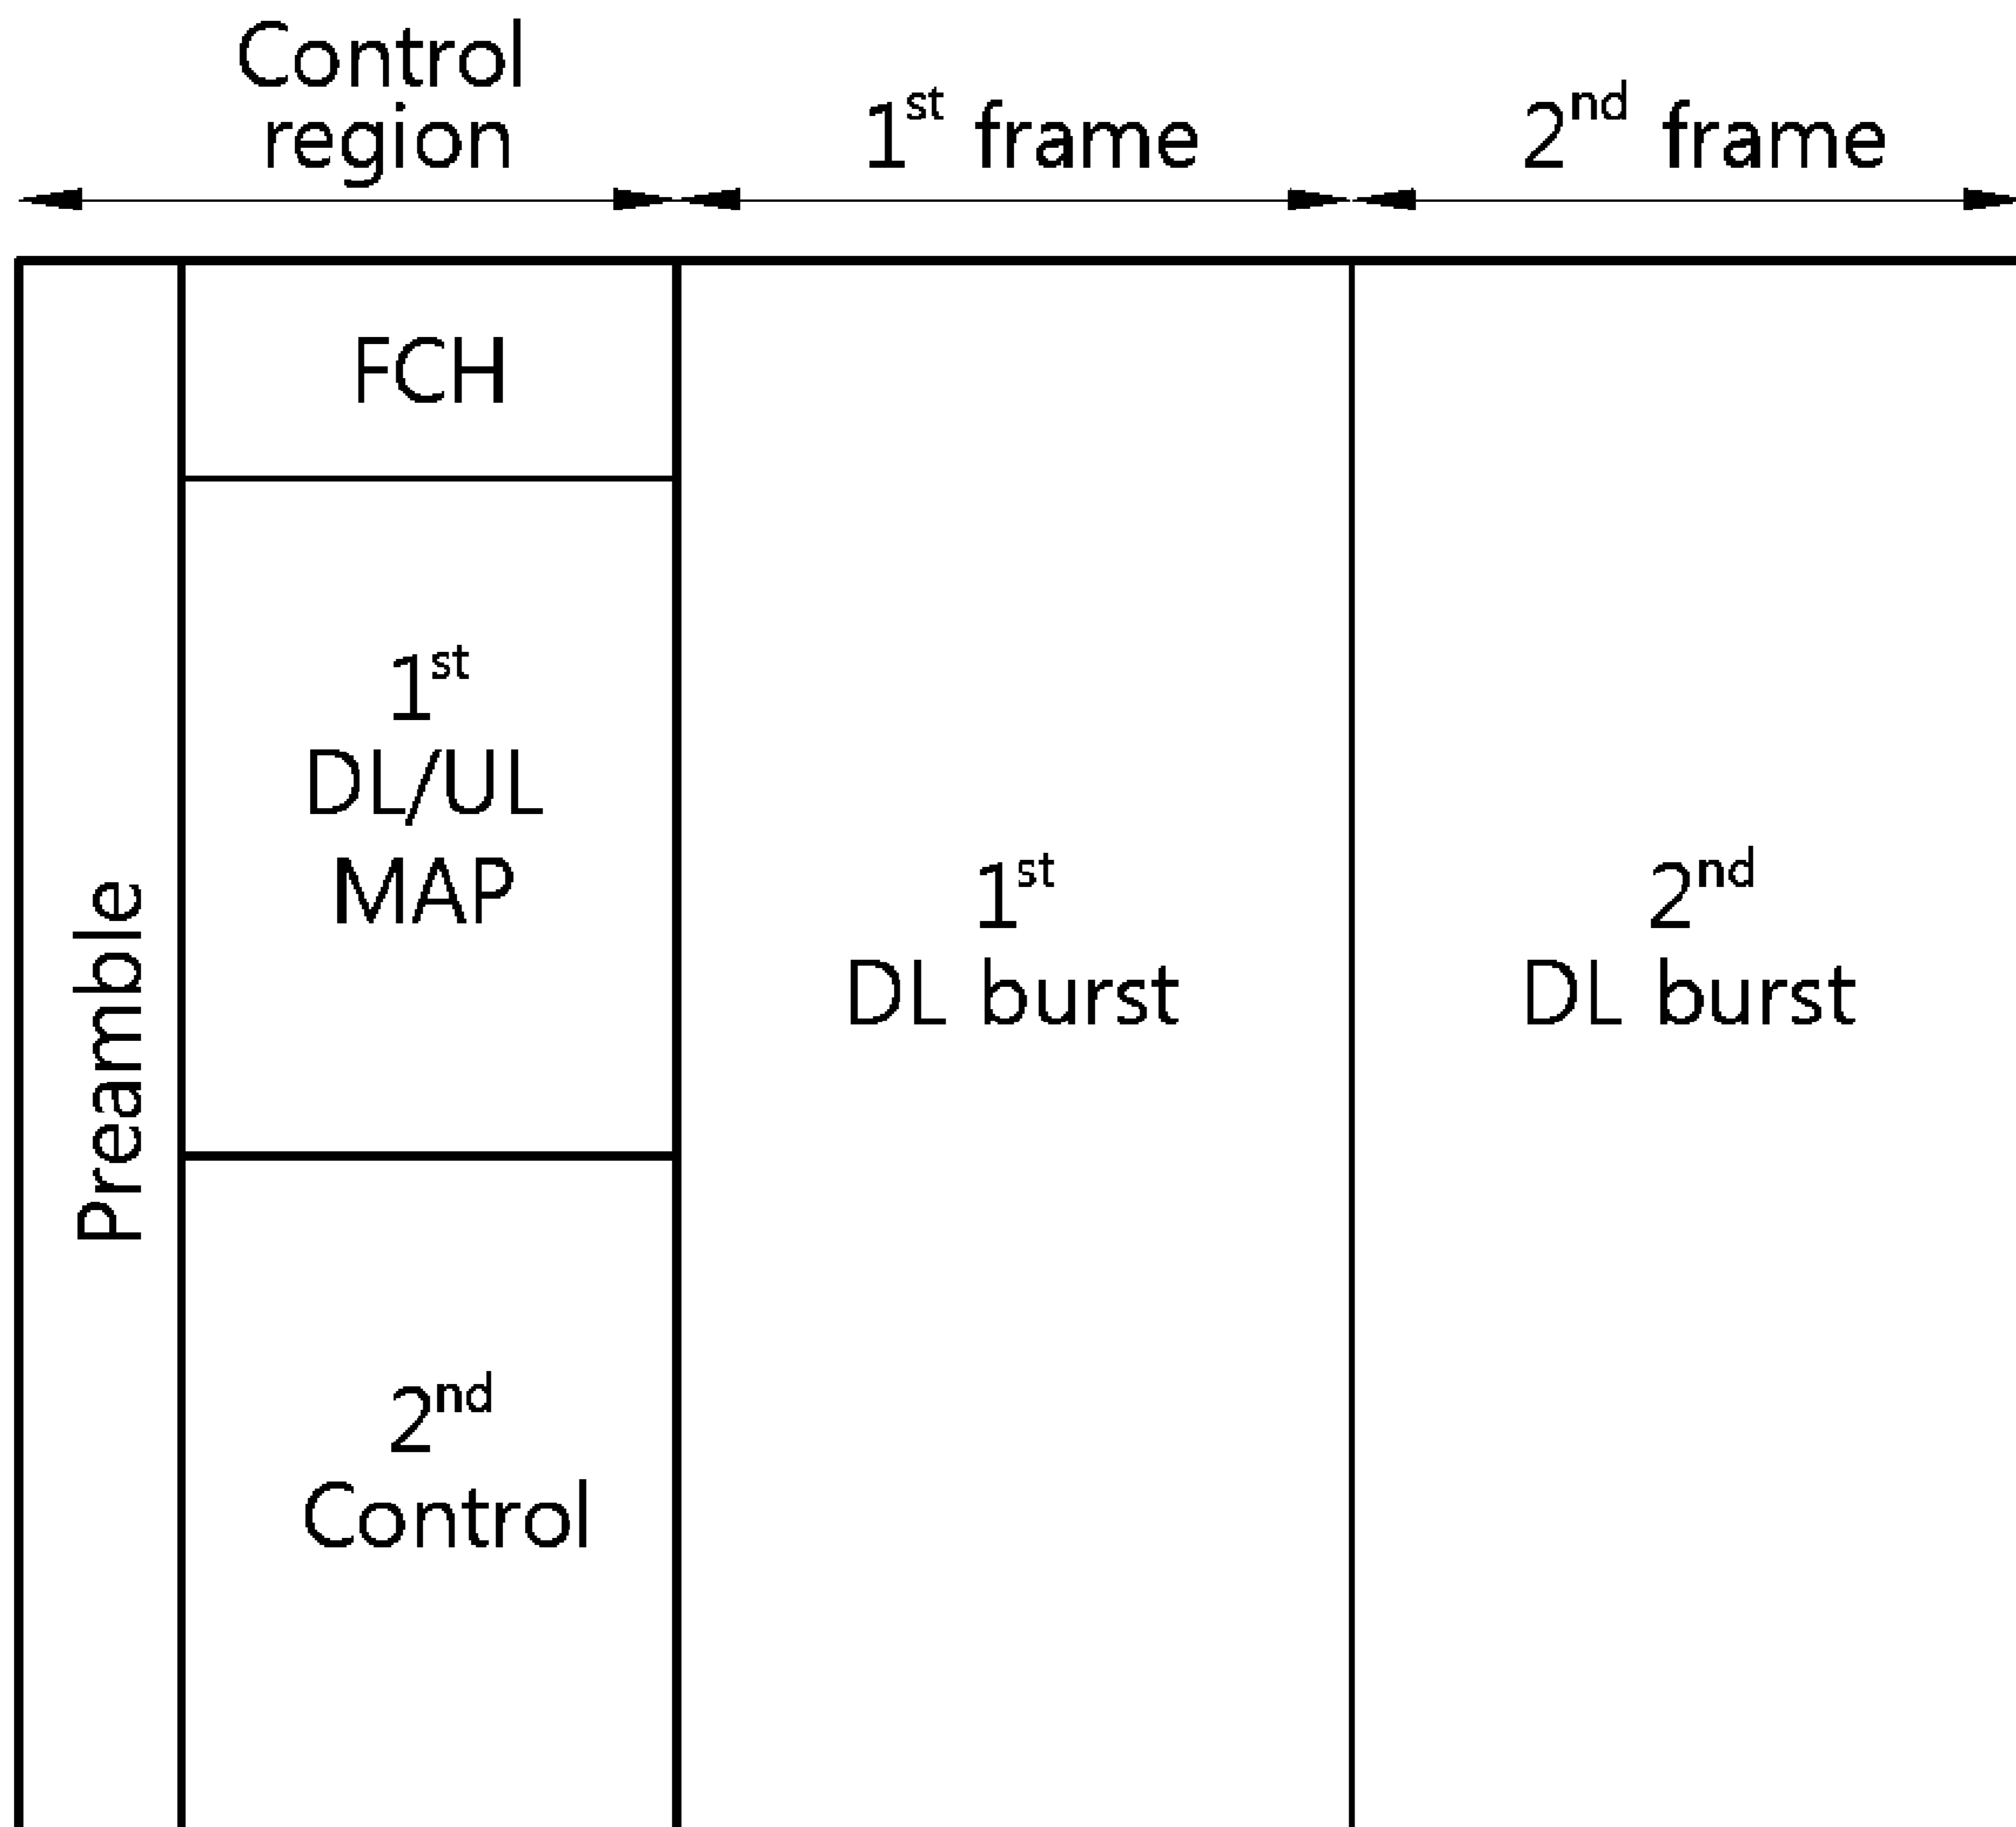 Control
region
1st frame
2nd frame
Preamble
FCH
1st
DL/UL
MAP
2nd
Control
1st
DL burst
2nd
DL burst